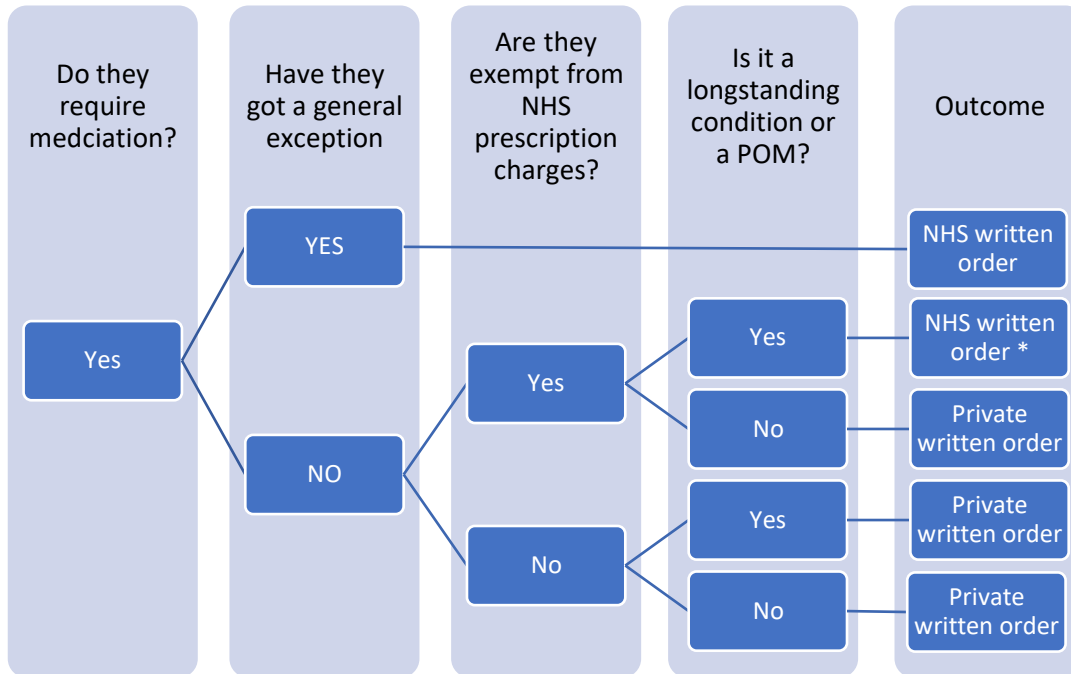 Do they
require
medciation?
Have they
got a general
exception
Are they
exempt from
NHS
prescription
charges?
Is it a
longstanding
condition or
a POM?
Outcome
Yes
YES
NO
Yes
No
Yes
No
Yes
No
NHS written
order
NHS written
order *
Private
written order
Private
written order
Private
written order